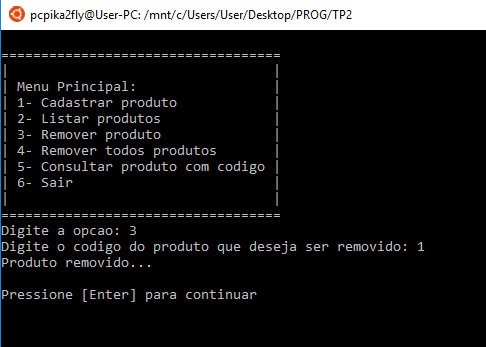 pcpika2fly@User-PC: /mnt/c/Users/User/Desktop/PROG/TP2
===================================
| |
| Menu Principal: |
| 1- Cadastrar produto |
| 2- Listar produtos |
| 3- Remover produto |
| 4- Remover todos produtos |
| 5- Consultar produto com codigo |
| 6- Sair |
| |
===================================
Digite a opcao: 3
Digite o codigo do produto que deseja ser removido: 1
Produto removido...
Pressione [Enter] para continuar